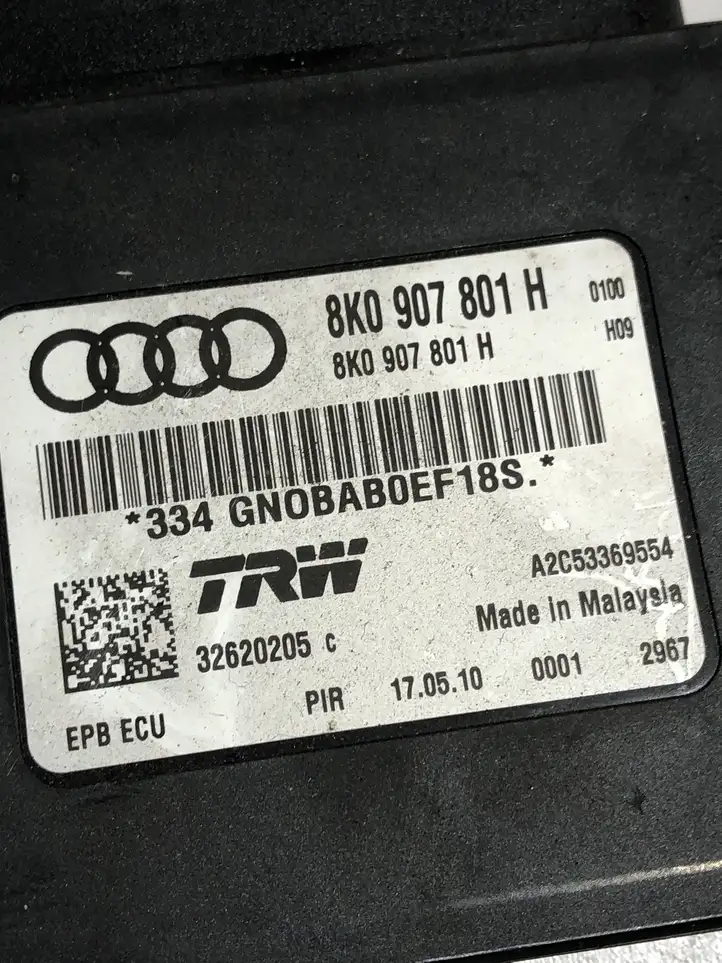 8K0 907 801 H 0100
8K0 907 801 H H09
*334 GNOBAB0EF18S.*
TRW A2C53369554
32620205 C Made in Malaysia
EPB ECU PIR 17.05.10 0001 2967